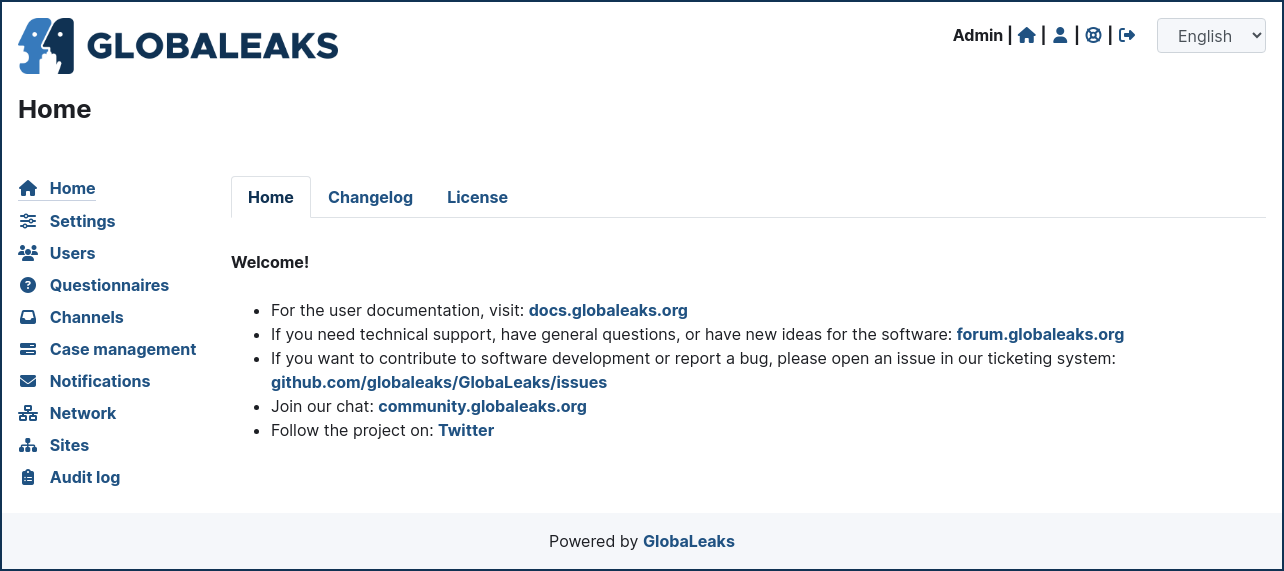 GLOBALEAKS
Admin | | | |
English
Home
Home
Settings
Users
Questionnaires
Channels
Case management
Notifications
Network
Sites
Audit log
Home Changelog License
Welcome!
• For the user documentation, visit: docs.globaleaks.org
• If you need technical support, have general questions, or have new ideas for the software: forum.globaleaks.org
• If you want to contribute to software development or report a bug, please open an issue in our ticketing system:
github.com/globaleaks/GlobaLeaks/issues
• Join our chat: community.globaleaks.org
• Follow the project on: Twitter
Powered by GlobaLeaks